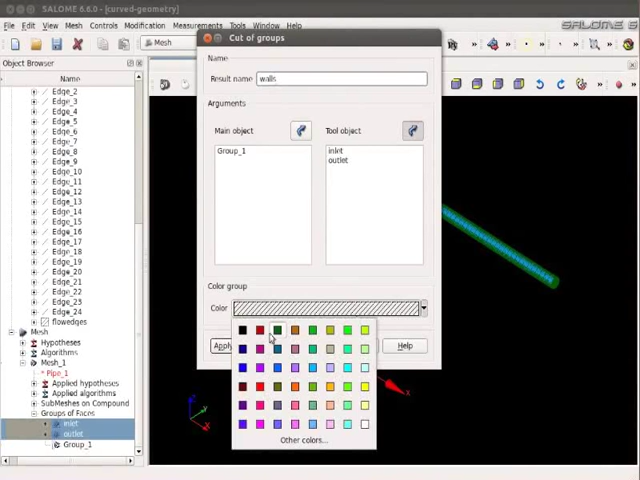 SALOME 6.6.0 - [curved-geometry]
File Edit View Mesh Controls Modification Measurements Tools Window Help
SALOME 6
Mesh
Object Browser
Name
Edge_2
Edge_3
Edge_4
Edge_5
Edge_6
Edge_7
Edge_8
Edge_9
Edge_10
Edge_11
Edge_12
Edge_13
Edge_14
Edge_15
Edge_16
Edge_17
Edge_18
Edge_19
Edge_20
Edge_21
Edge_22
Edge_23
Edge_24
flowedges
Mesh
Hypotheses
Algorithms
Mesh_1
* Pipe_1
Applied hypotheses
Applied algorithms
SubMeshes on Compound
Groups of Faces
inlet
outlet
Group_1
Cut of groups
Name
Result name walls
Arguments
Main object
Tool object
Group_1
inlet
outlet
Color group
Color
Apply
Help
Other colors...
z
y
x
x